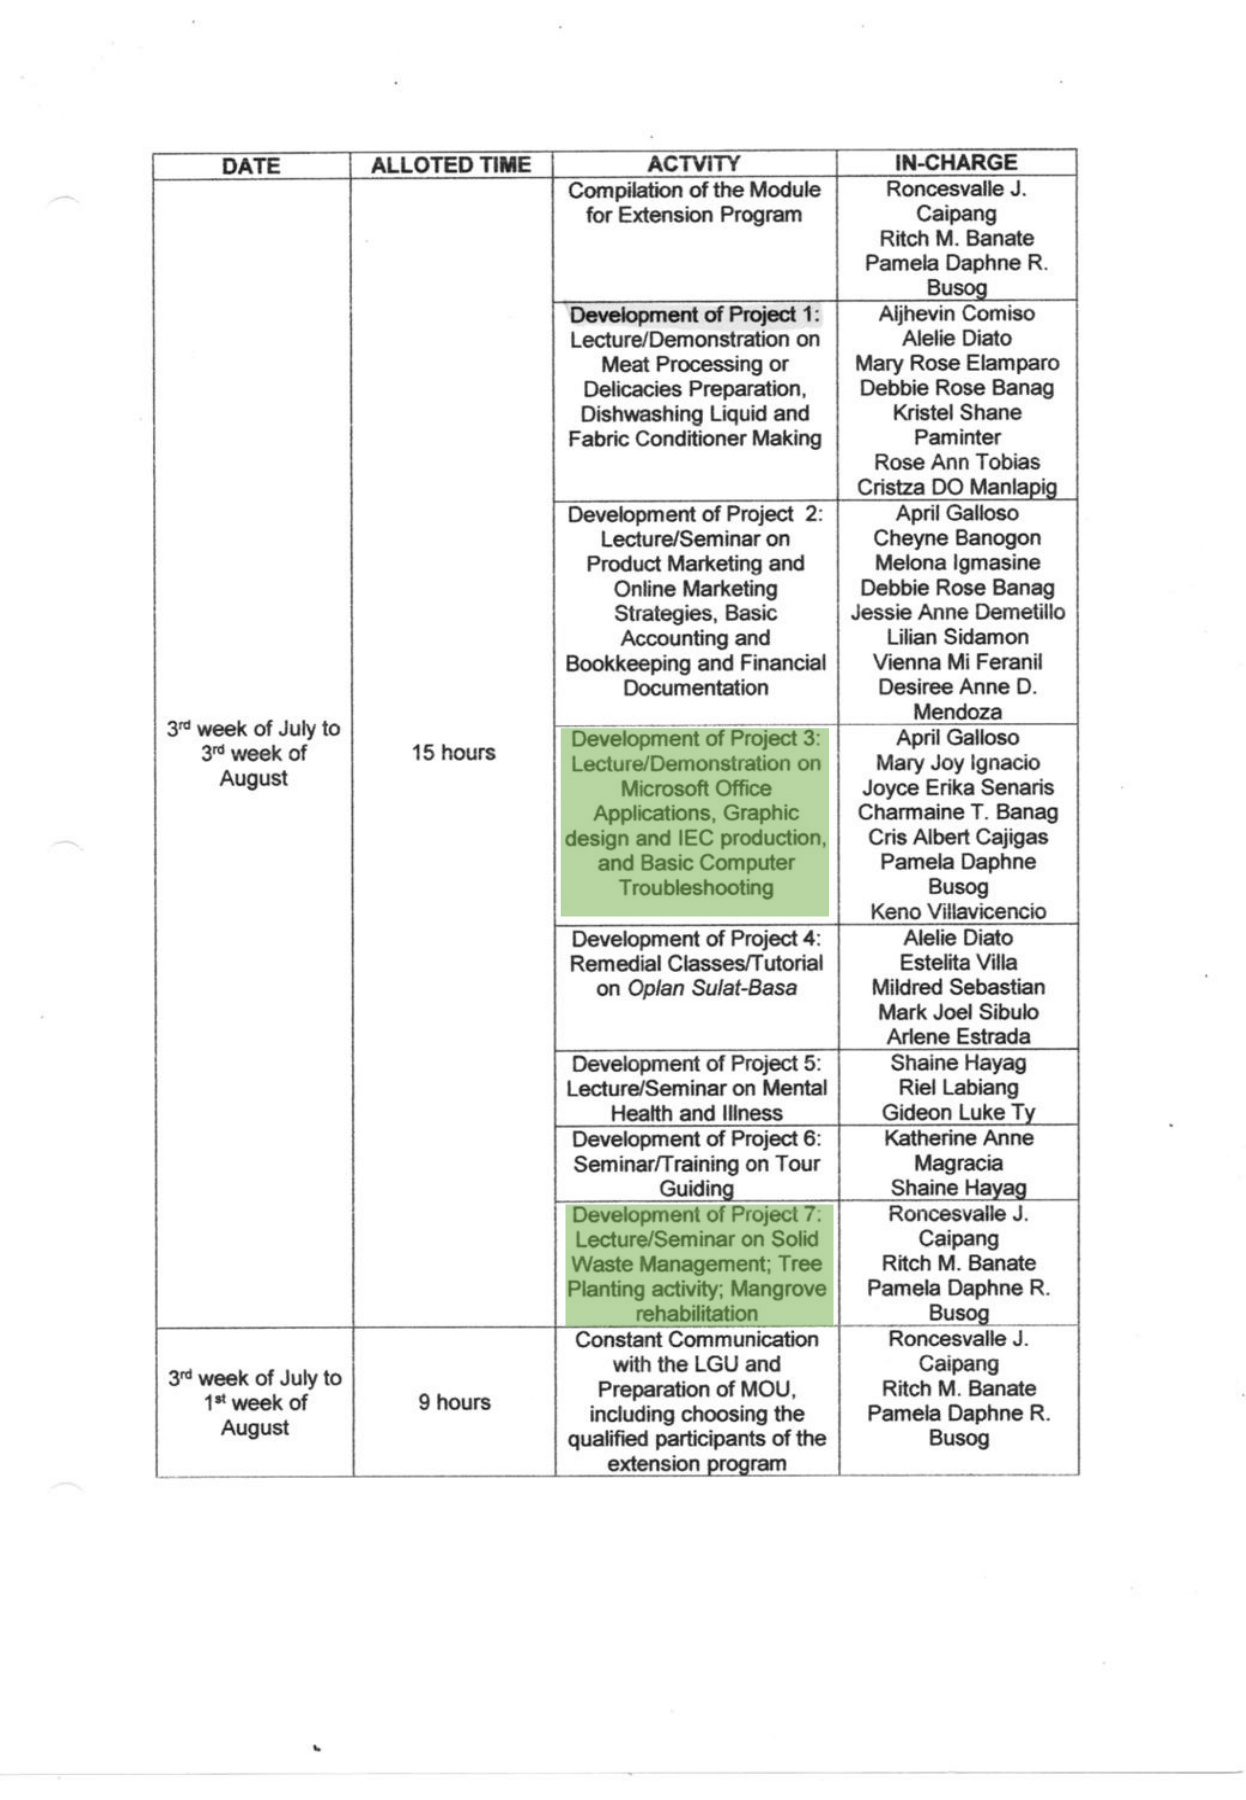 DATE
ALLOTED TIME
ACTVITY
IN-CHARGE
3rd week of July to
3rd week of
August
15 hours
Compilation of the Module
for Extension Program
Roncesvalle J.
Caipang
Ritch M. Banate
Pamela Daphne R.
Busog
Development of Project 1:
Lecture/Demonstration on
Meat Processing or
Delicacies Preparation,
Dishwashing Liquid and
Fabric Conditioner Making
Aljhevin Comiso
Alelie Diato
Mary Rose Elamparo
Debbie Rose Banag
Kristel Shane
Paminter
Rose Ann Tobias
Cristza DO Manlapig
Development of Project 2:
Lecture/Seminar on
Product Marketing and
Online Marketing
Strategies, Basic
Accounting and
Bookkeeping and Financial
Documentation
April Galloso
Cheyne Banogon
Melona Igmasine
Debbie Rose Banag
Jessie Anne Demetillo
Lilian Sidamon
Vienna Mi Feranil
Desiree Anne D.
Mendoza
Development of Project 3:
Lecture/Demonstration on
Microsoft Office
Applications, Graphic
design and IEC production,
and Basic Computer
Troubleshooting
April Galloso
Mary Joy Ignacio
Joyce Erika Senaris
Charmaine T. Banag
Cris Albert Cajigas
Pamela Daphne
Busog
Keno Villavicencio
Development of Project 4:
Remedial Classes/Tutorial
on Oplan Sulat-Basa
Alelie Diato
Estelita Villa
Mildred Sebastian
Mark Joel Sibulo
Arlene Estrada
Development of Project 5:
Lecture/Seminar on Mental
Health and Illness
Shaine Hayag
Riel Labiang
Gideon Luke Ty
Development of Project 6:
Seminar/Training on Tour
Guiding
Katherine Anne
Magracia
Shaine Hayag
Development of Project 7:
Lecture/Seminar on Solid
Waste Management; Tree
Planting activity; Mangrove
rehabilitation
Roncesvalle J.
Caipang
Ritch M. Banate
Pamela Daphne R.
Busog
3rd week of July to
1st week of
August
9 hours
Constant Communication
with the LGU and
Preparation of MOU,
including choosing the
qualified participants of the
extension program
Roncesvalle J.
Caipang
Ritch M. Banate
Pamela Daphne R.
Busog